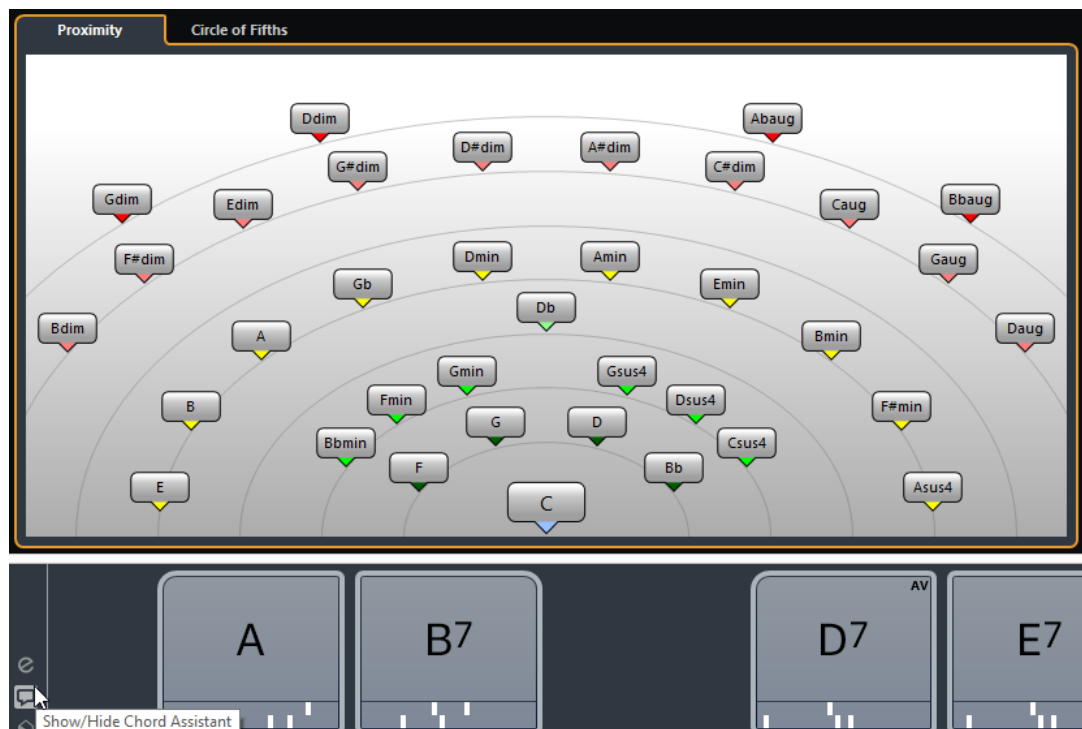 Proximity Circle of Fifths
Ddim Abaug
D#dim A#dim
G#dim C#dim
Gdim Edim Caug Bbaug
F#dim Dmin Amin Gaug
Gb Emin
Db
Bdim A Bmin Daug
Gmin Gsus4
Fmin Dsus4
B F#min
G D
Bbmin Csus4
F Bb
E Asus4
C
AV
A B7 D7 E7
Show/Hide Chord Assistant